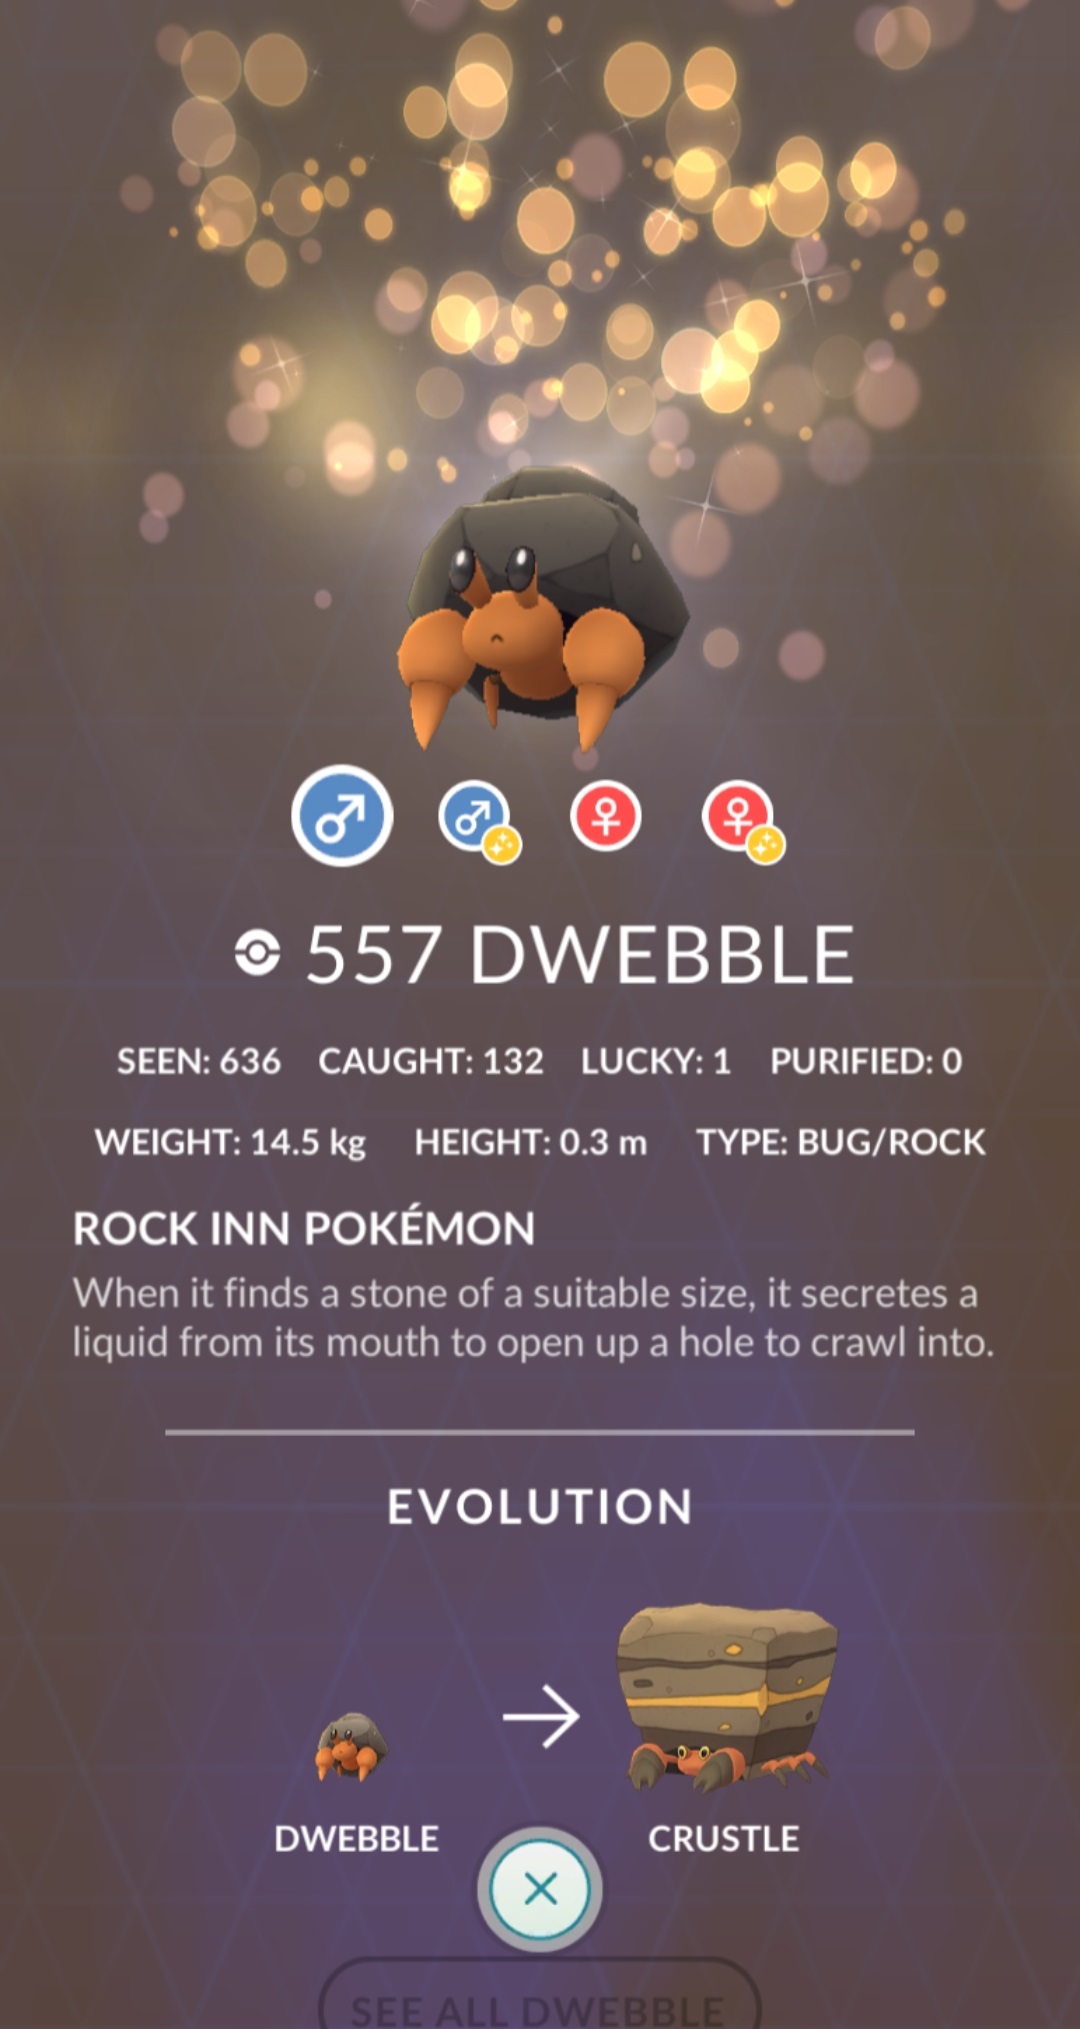 557 DWEBBLE
SEEN: 636 CAUGHT: 132 LUCKY: 1 PURIFIED: 0
WEIGHT: 14.5 kg HEIGHT: 0.3 m TYPE: BUG/ROCK
ROCK INN POKÉMON
When it finds a stone of a suitable size, it secretes a
liquid from its mouth to open up a hole to crawl into.
EVOLUTION
DWEBBLE CRUSTLE
SEE ALL DWEBBLE